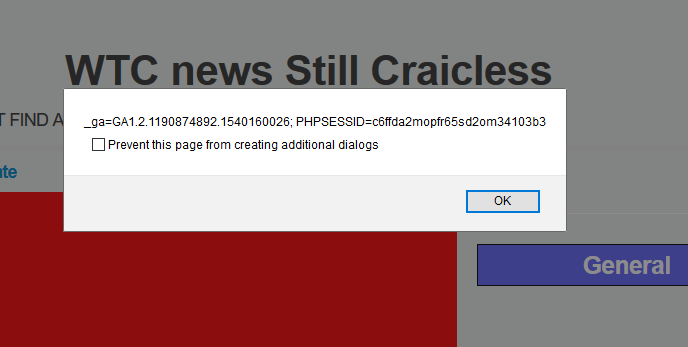 WTC news Still Craicless
T FIND A
_ga=GA1.2.1190874892.1540160026; PHPSESSID=c6ffda2mopfr65sd2om34103b3
Prevent this page from creating additional dialogs
OK
General